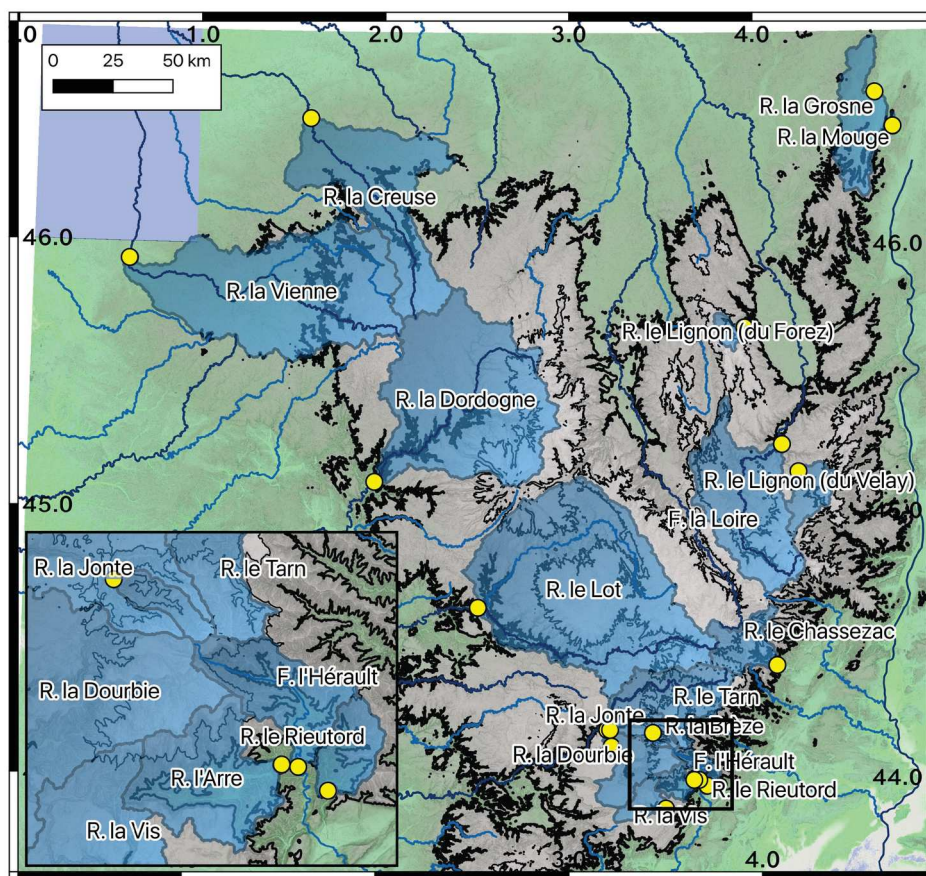 .0
1.0
2.0
3.0
4.0
0 25 50 km
R. la Grosne
R. la Mouge
R. la Creuse
46.0
46.0
R. la Vienne
R. le Lignon (du Forez)
R. la Dordogne
R. le Lignon (du Velay)
45.0
F. la Loire
R. le Lot
R. le Chassezac
R. le Tarn
R. la Jonte
R. la Brèze
R. la Dourbie
F. l'Hérault
44.0
R. le Rieutord
R. la Vis
4.0
R. la Jonte
R. le Tarn
R. la Dourbie
F. l'Hérault
R. le Rieutord
R. l'Arre
R. la Vis